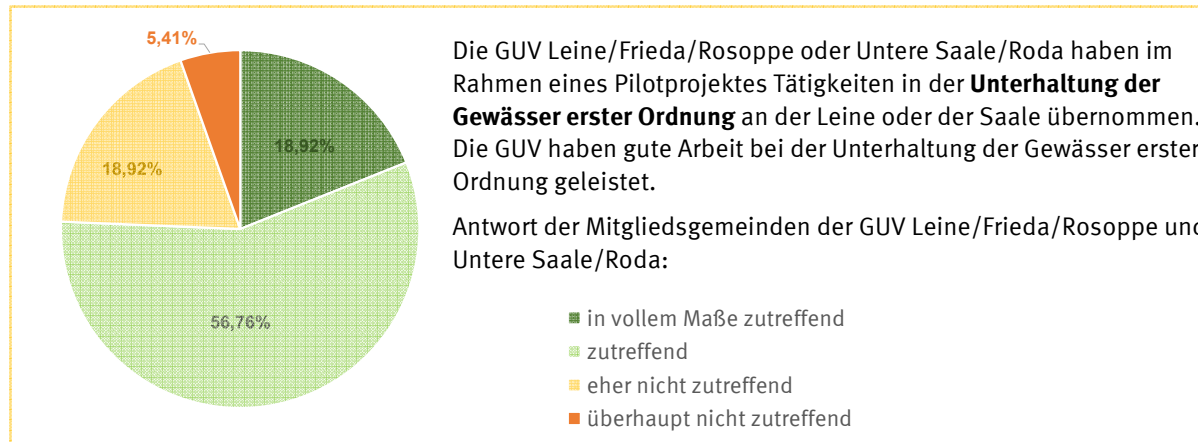 5,41%
18,92%
18,92%
56,76%
Die GUV Leine/Frieda/Rosoppe oder Untere Saale/Roda haben im
Rahmen eines Pilotprojektes Tätigkeiten in der Unterhaltung der
Gewässer erster Ordnung an der Leine oder der Saale übernommen.
Die GUV haben gute Arbeit bei der Unterhaltung der Gewässer erster
Ordnung geleistet.
Antwort der Mitgliedsgemeinden der GUV Leine/Frieda/Rosoppe und
Untere Saale/Roda:
in vollem Maße zutreffend
zutreffend
eher nicht zutreffend
überhaupt nicht zutreffend